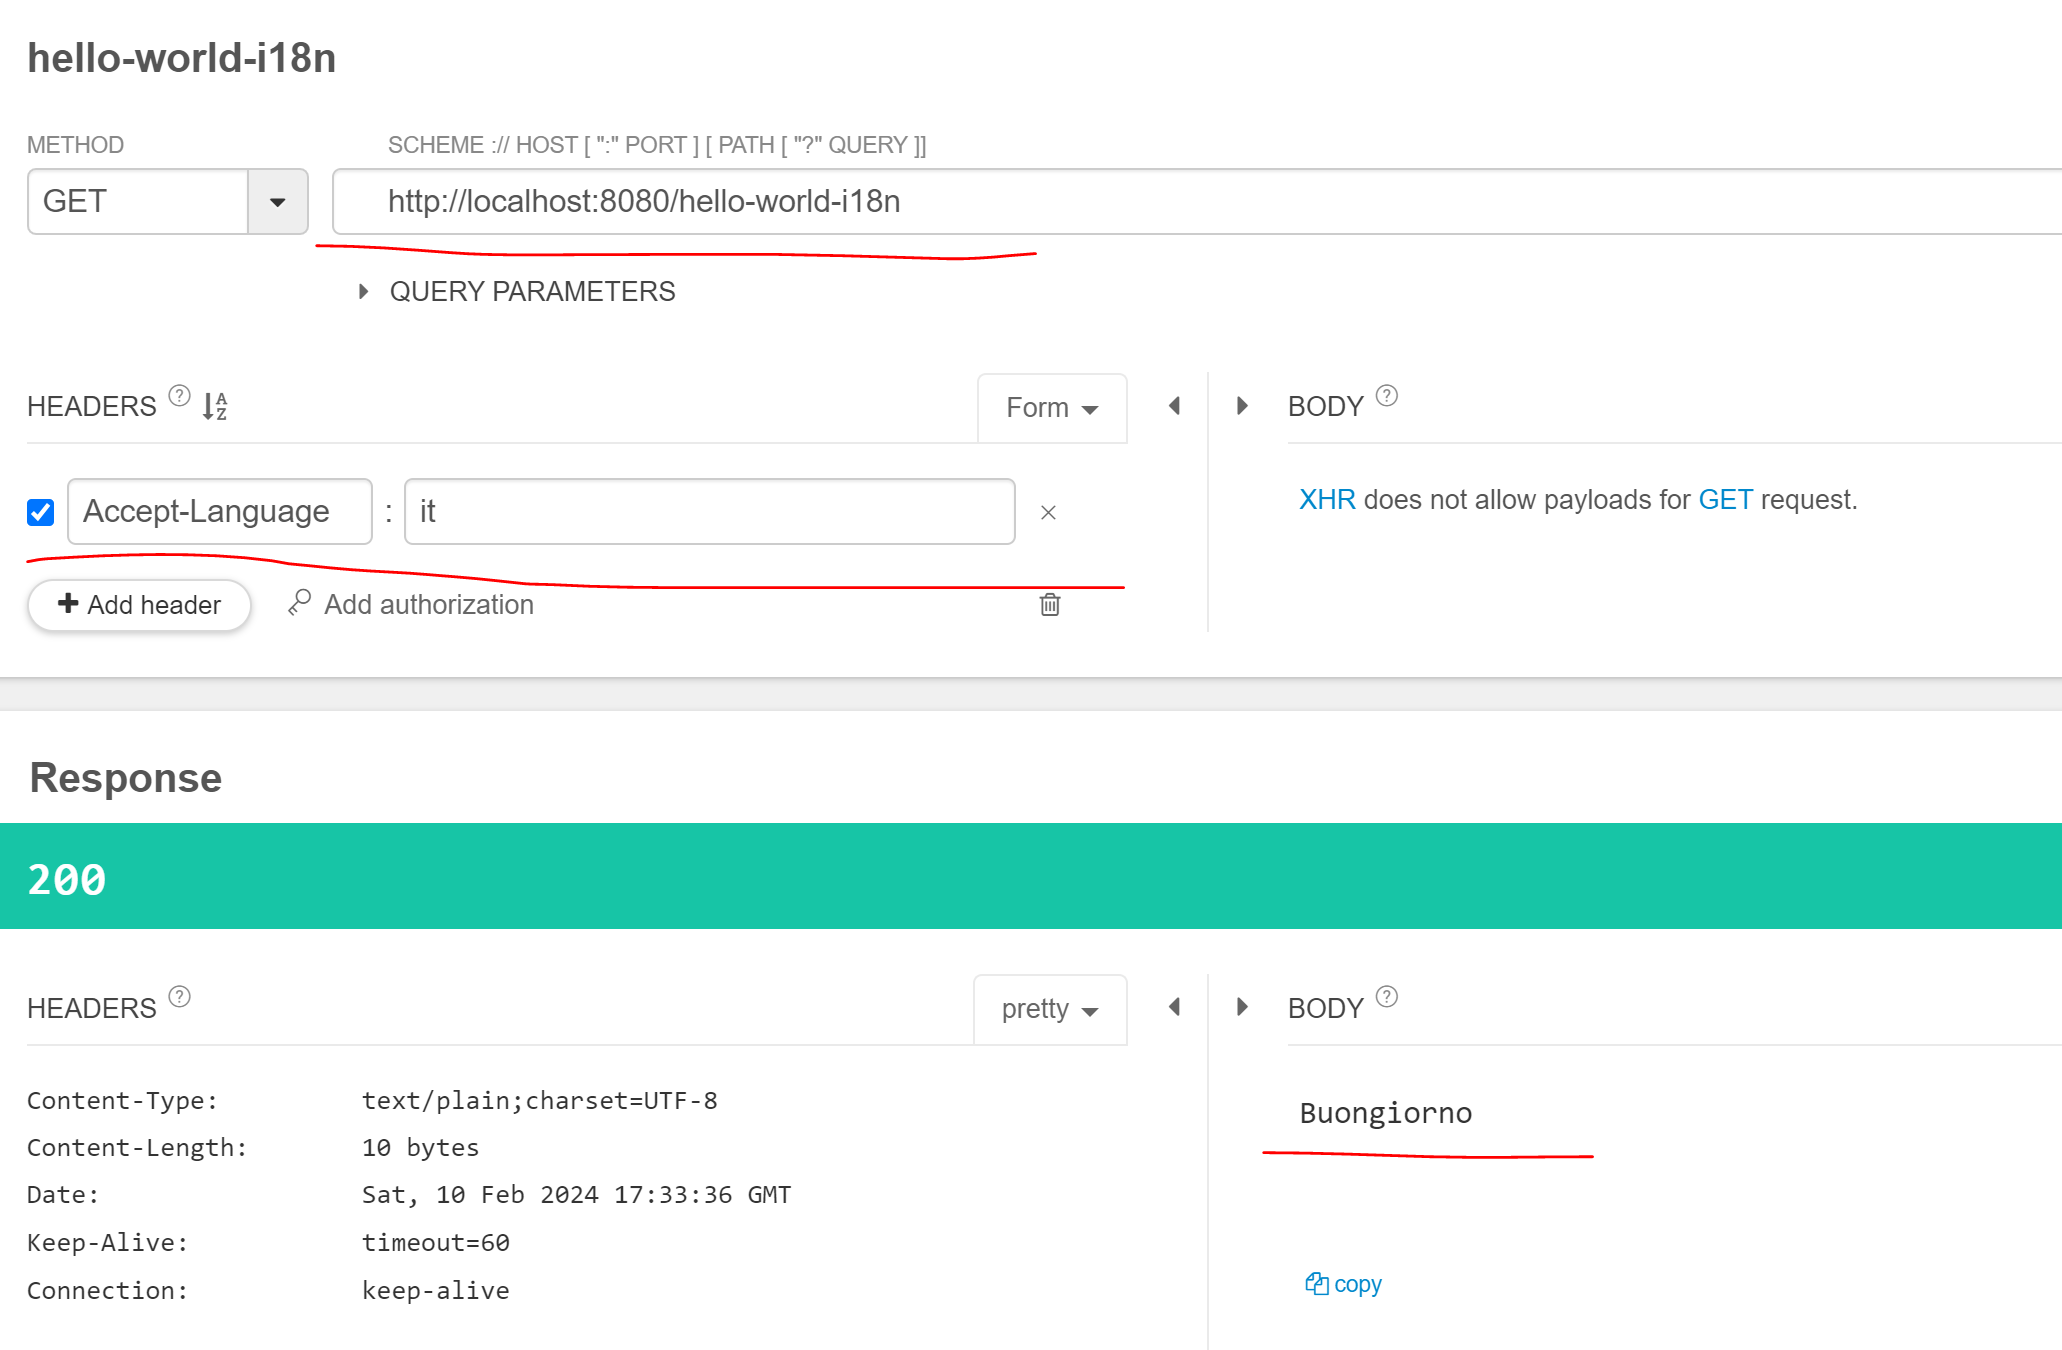 hello-world-i18n
METHOD
SCHEME :// HOST [ ":" PORT ] [ PATH [ "?" QUERY ]]
GET
http://localhost:8080/hello-world-i18n
QUERY PARAMETERS
HEADERS ? A Z
Form
BODY ?
Accept-Language : it ×
XHR does not allow payloads for GET request.
+ Add header
Add authorization
Response
200
HEADERS ?
pretty
BODY ?
Content-Type: text/plain;charset=UTF-8
Content-Length: 10 bytes
Date: Sat, 10 Feb 2024 17:33:36 GMT
Keep-Alive: timeout=60
Connection: keep-alive
Buongiorno
copy